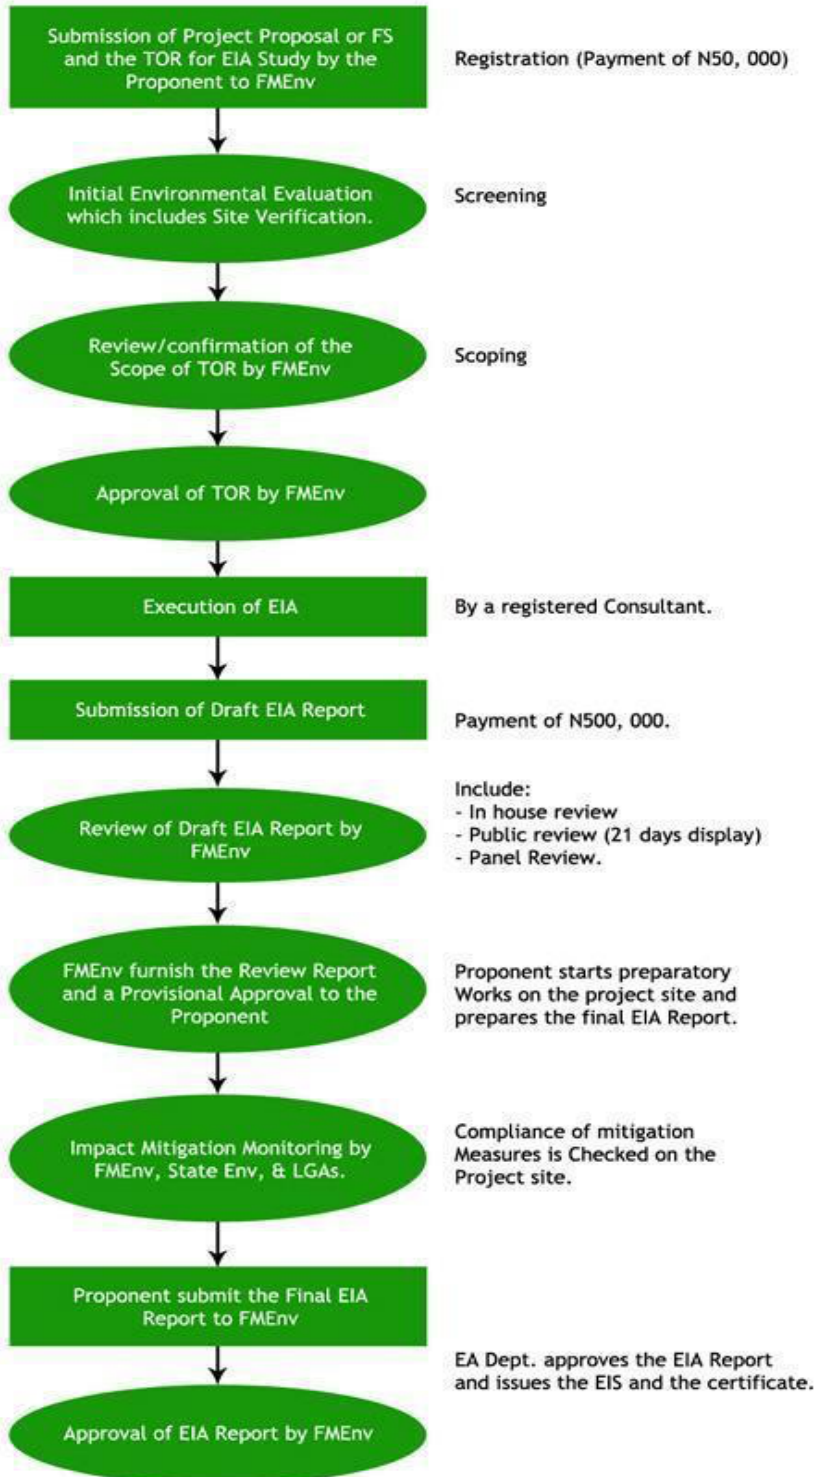 Submission of Project Proposal or FS
and the TOR for EIA Study by the
Proponent to FMEnv
Registration (Payment of N50, 000)
Initial Environmental Evaluation
which includes Site Verification.
Screening
Review/confirmation of the
Scope of TOR by FMEnv
Scoping
Approval of TOR by FMEnv
Execution of EIA
By a registered Consultant.
Submission of Draft EIA Report
Payment of N500, 000.
Review of Draft EIA Report by
FMEnv
Include:
- In house review
- Public review (21 days display)
- Panel Review.
FMEnv furnish the Review Report
and a Provisional Approval to the
Proponent
Proponent starts preparatory
Works on the project site and
prepares the final EIA Report.
Impact Mitigation Monitoring by
FMEnv, State Env, & LGAs.
Compliance of mitigation
Measures is Checked on the
Project site.
Proponent submit the Final EIA
Report to FMEnv
EA Dept. approves the EIA Report
and issues the EIS and the certificate.
Approval of EIA Report by FMEnv